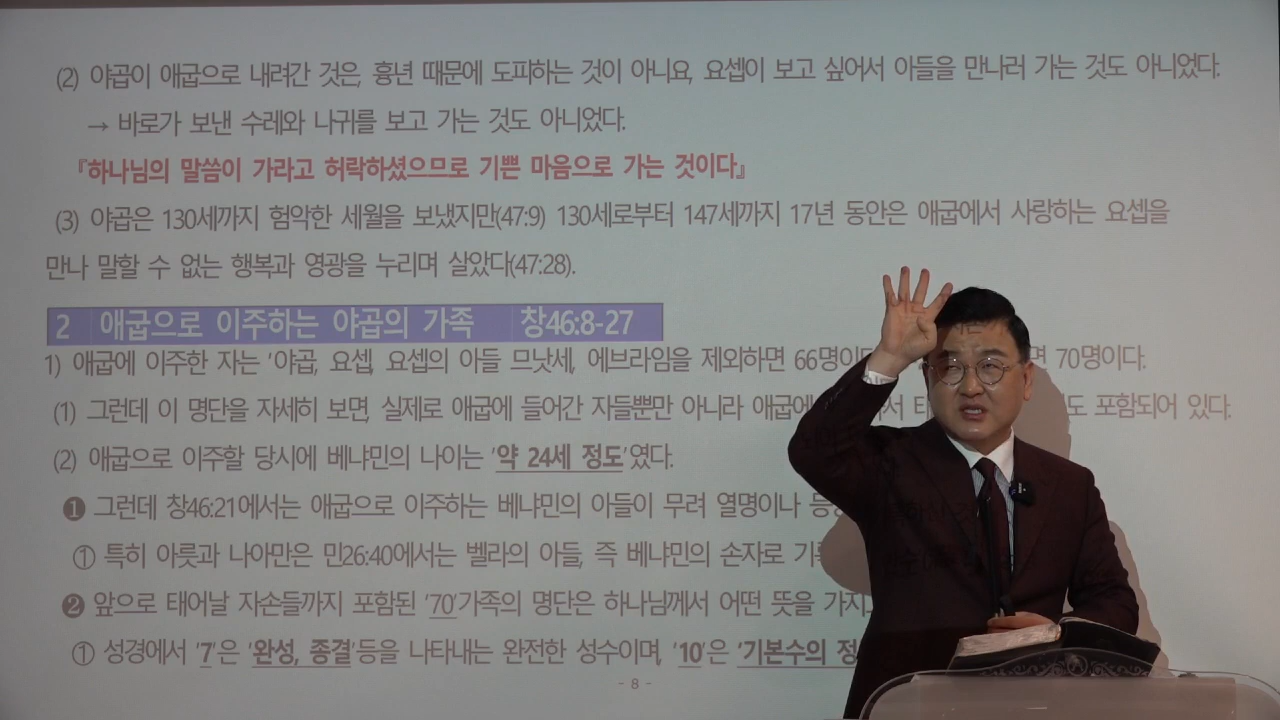 (2) 야곱이 애굽으로 내려간 것은, 흉년 때문에 도피하는 것이 아니요, 요셉이 보고 싶어서 아들을 만나러 가는 것도 아니었다.
→ 바로가 보낸 수레와 나귀를 보고 가는 것도 아니었다.
『하나님의 말씀이 가라고 허락하셨으므로 기쁜 마음으로 가는 것이다』
(3) 야곱은 130세까지 험악한 세월을 보냈지만(47:9) 130세로부터 147세까지 17년 동안은 애굽에서 사랑하는 요셉을
만나 말할 수 없는 행복과 영광을 누리며 살았다(47:28).
2 애굽으로 이주하는 야곱의 가족 창46:8-27
1) 애굽에 이주한 자는 '야곱, 요셉, 요셉의 아들 므낫세, 에브라임을 제외하면 66명이 70명이다.
(1) 그런데 이 명단을 자세히 보면, 실제로 애굽에 들어간 자들뿐만 아니라 애굽에 포함되어 있다.
(2) 애굽으로 이주할 당시에 베냐민의 나이는 '약 24세 정도'였다.
❶ 그런데 창46:21에서는 애굽으로 이주하는 베냐민의 아들이 무려 열명이나
① 특히 아릇과 나아만은 민26:40에서는 벨라의 아들, 즉 베냐민의 손자로
❷ 앞으로 태어날 자손들까지 포함된 '70'가족의 명단은 하나님께서 어떤 뜻을
① 성경에서 '7'은 '완성, 종결'등을 나타내는 완전한 성수이며, '10'은 '기본수의
- 8 -